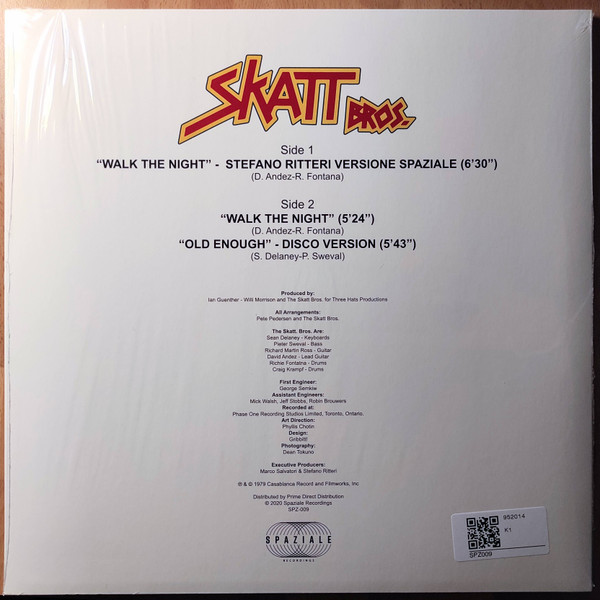 SKATT BROS.
Side 1
“WALK THE NIGHT” - STEFANO RITTERI VERSIONE SPAZIALE (6’30”)
(D. Andez-R. Fontana)
Side 2
“WALK THE NIGHT” (5’24”)
(D. Andez-R. Fontana)
“OLD ENOUGH” - DISCO VERSION (5’43”)
(S. Delaney-P. Sweval)
Produced by:
Ian Guenther - Willi Morrison and The Skatt Bros. for Three Hats Productions
All Arrangements:
Pete Pedersen and The Skatt Bros.
The Skatt. Bros. Are:
Sean Delaney - Keyboards
Pieter Sweval - Bass
Richard Martin Ross - Guitar
David Andez - Lead Guitar
Richie Fontana - Drums
Craig Krampf - Drums
First Engineer:
George Semkiw
Assistant Engineers:
Mick Walsh, Jeff Stobbs, Robin Brouwers
Recorded at:
Phase One Recording Studios Limited, Toronto, Ontario.
Art Direction:
Phyllis Chotin
Design:
Gribbitt!
Photography:
Dean Tokuno
Executive Producers:
Marco Salvatori & Stefano Ritteri
℗ & © 1979 Casablanca Record and Filmworks, Inc
Distributed by Prime Direct Distribution
© 2020 Spaziale Recordings
SPZ-009
SPAZIALE
RECORDINGS
952014
K1
SPZ009